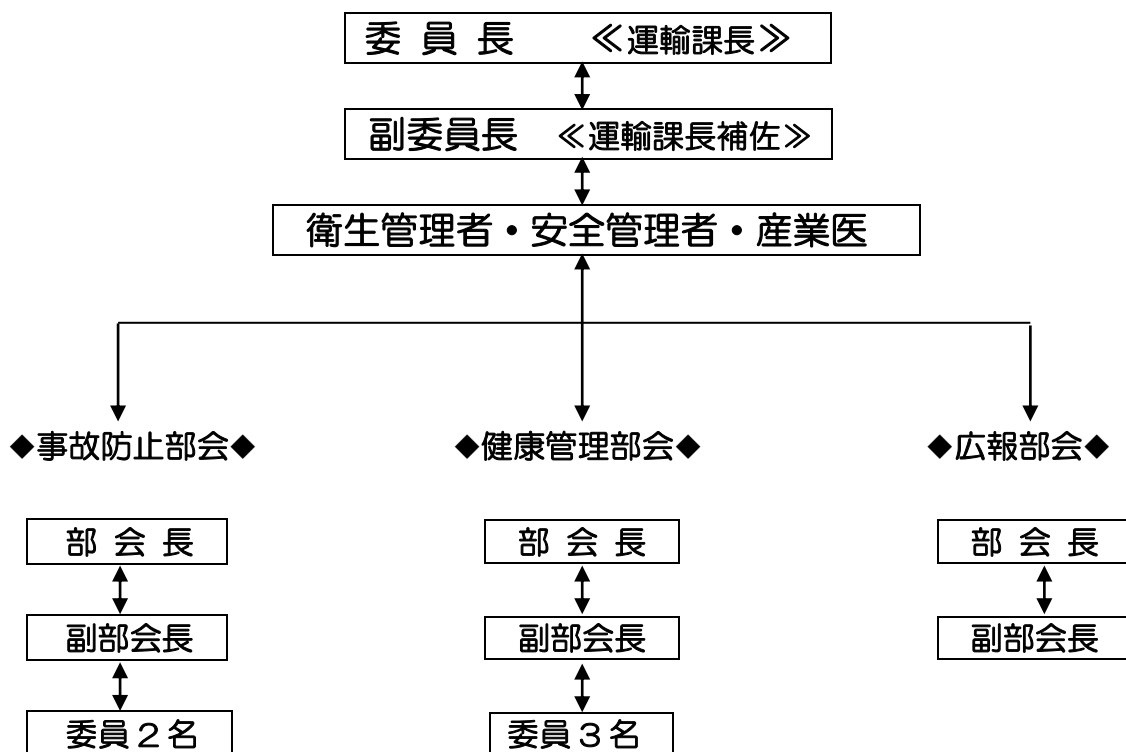 委 員 長　≪運輸課長≫
副委員長　≪運輸課長補佐≫
衛生管理者・安全管理者・産業医
◆事故防止部会◆　◆健康管理部会◆　◆広報部会◆
部 会 長　部 会 長　部 会 長
副部会長　副部会長　副部会長
委員２名　委員３名